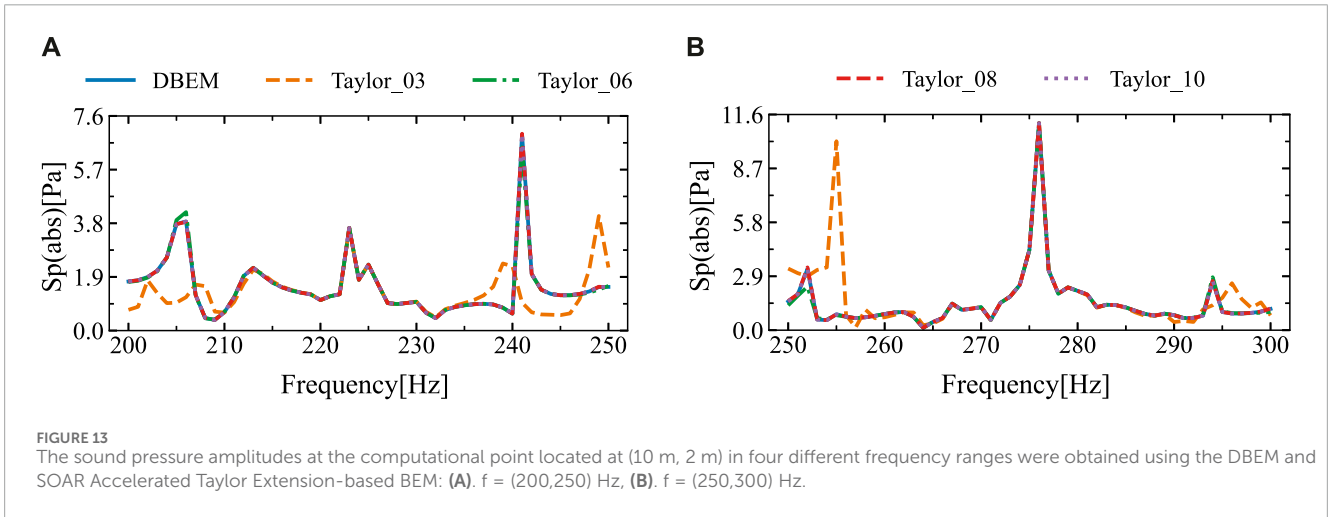 A
B
DBEM
Taylor_03
Taylor_06
Taylor_08
Taylor_10
7.6
5.7
3.8
1.9
0.0
Sp(abs)[Pa]
200
210
220
230
240
250
Frequency[Hz]
11.6
8.7
5.8
2.9
0.0
Sp(abs)[Pa]
250
260
270
280
290
300
Frequency[Hz]
FIGURE 13
The sound pressure amplitudes at the computational point located at (10 m, 2 m) in four different frequency ranges were obtained using the DBEM and
SOAR Accelerated Taylor Extension-based BEM: (A). f = (200,250) Hz, (B). f = (250,300) Hz.